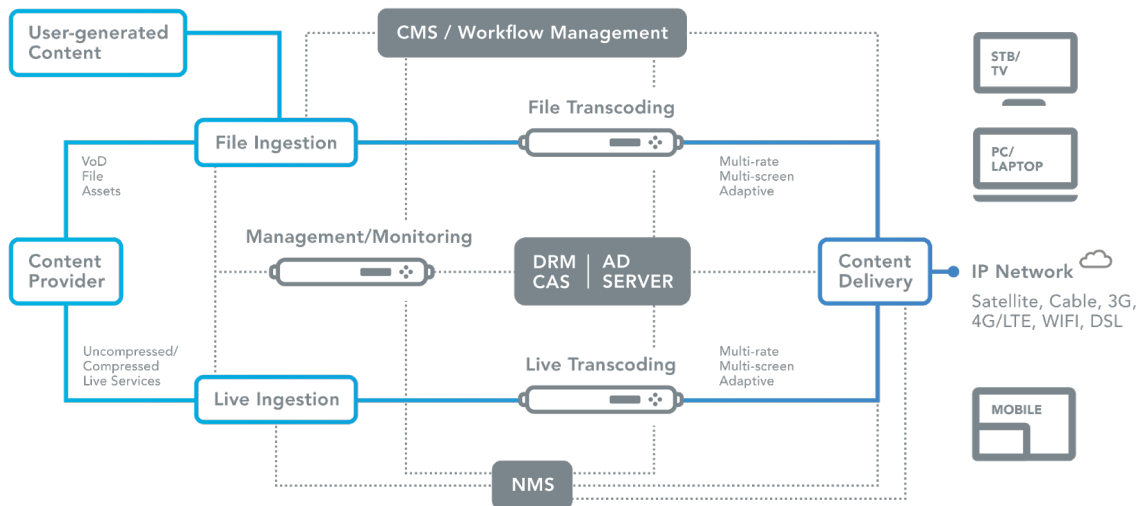 User-generated
Content
CMS / Workflow Management
STB/
TV
File Transcoding
File Ingestion
PC/
LAPTOP
VoD
File
Assets
Multi-rate
Multi-screen
Adaptive
Management/Monitoring
Content
Provider
DRM
CAS
AD
SERVER
Content
Delivery
IP Network
Satellite, Cable, 3G,
4G/LTE, WIFI, DSL
Uncompressed/
Compressed
Live Services
Live Transcoding
Multi-rate
Multi-screen
Adaptive
Live Ingestion
MOBILE
NMS